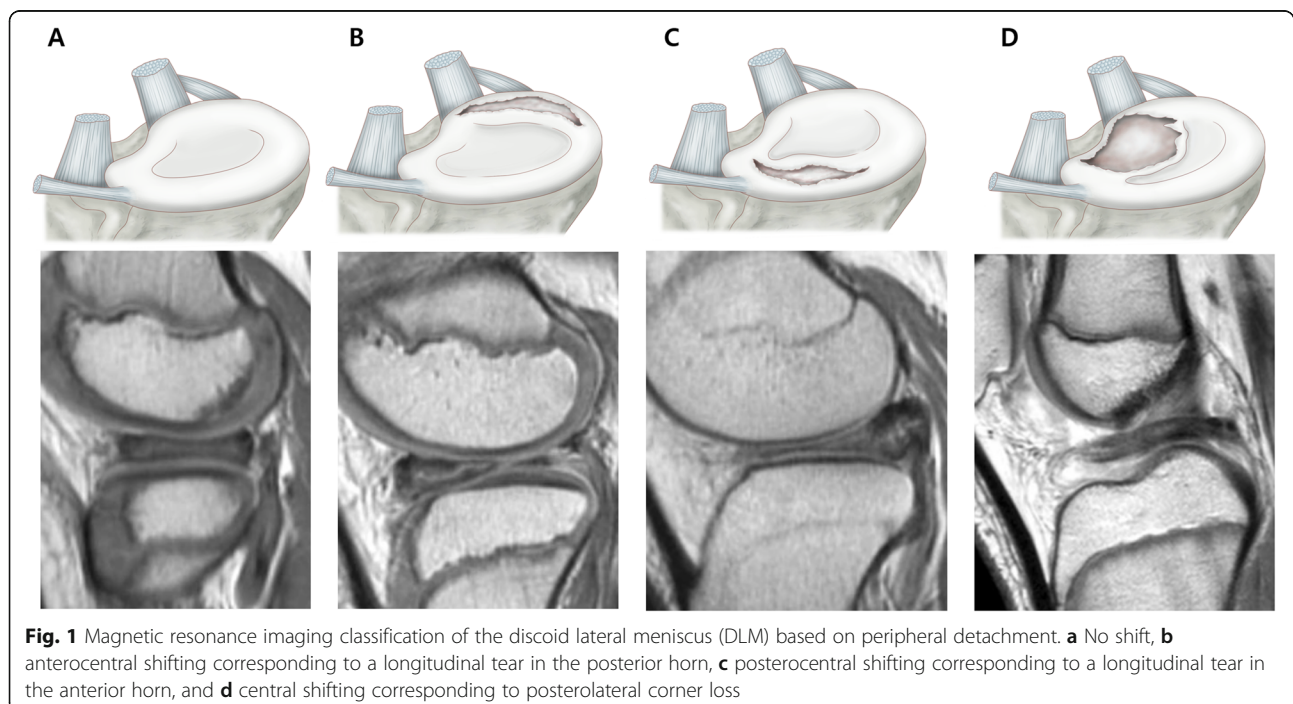 A B C D
Fig. 1 Magnetic resonance imaging classification of the discoid lateral meniscus (DLM) based on peripheral detachment. a No shift, b
anterocentral shifting corresponding to a longitudinal tear in the posterior horn, c posterocentral shifting corresponding to a longitudinal tear in
the anterior horn, and d central shifting corresponding to posterolateral corner loss